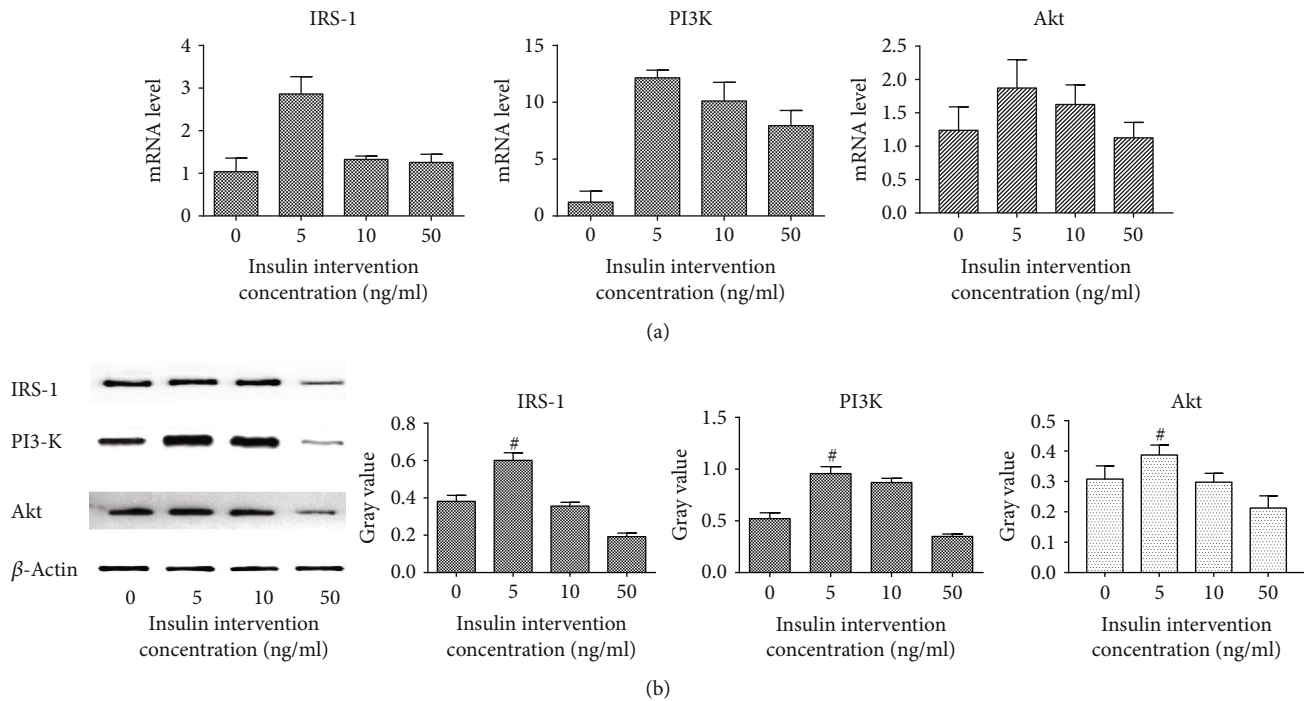 IRS-1
mRNA level
4
3
2
1
0
0 5 10 50
Insulin intervention
concentration (ng/ml)
PI3K
mRNA level
15
10
5
0
0 5 10 50
Insulin intervention
concentration (ng/ml)
Akt
mRNA level
2.5
2.0
1.5
1.0
0.5
0.0
0 5 10 50
Insulin intervention
concentration (ng/ml)
(a)
IRS-1
PI3-K
Akt
β-Actin
0 5 10 50
Insulin intervention
concentration (ng/ml)
IRS-1
Gray value
0.8
0.6
0.4
0.2
0.0
#
0 5 10 50
Insulin intervention
concentration (ng/ml)
PI3K
Gray value
1.5
1.0
0.5
0.0
#
0 5 10 50
Insulin intervention
concentration (ng/ml)
Akt
Gray value
0.5
0.4
0.3
0.2
0.1
0.0
#
0 5 10 50
Insulin intervention
concentration (ng/ml)
(b)